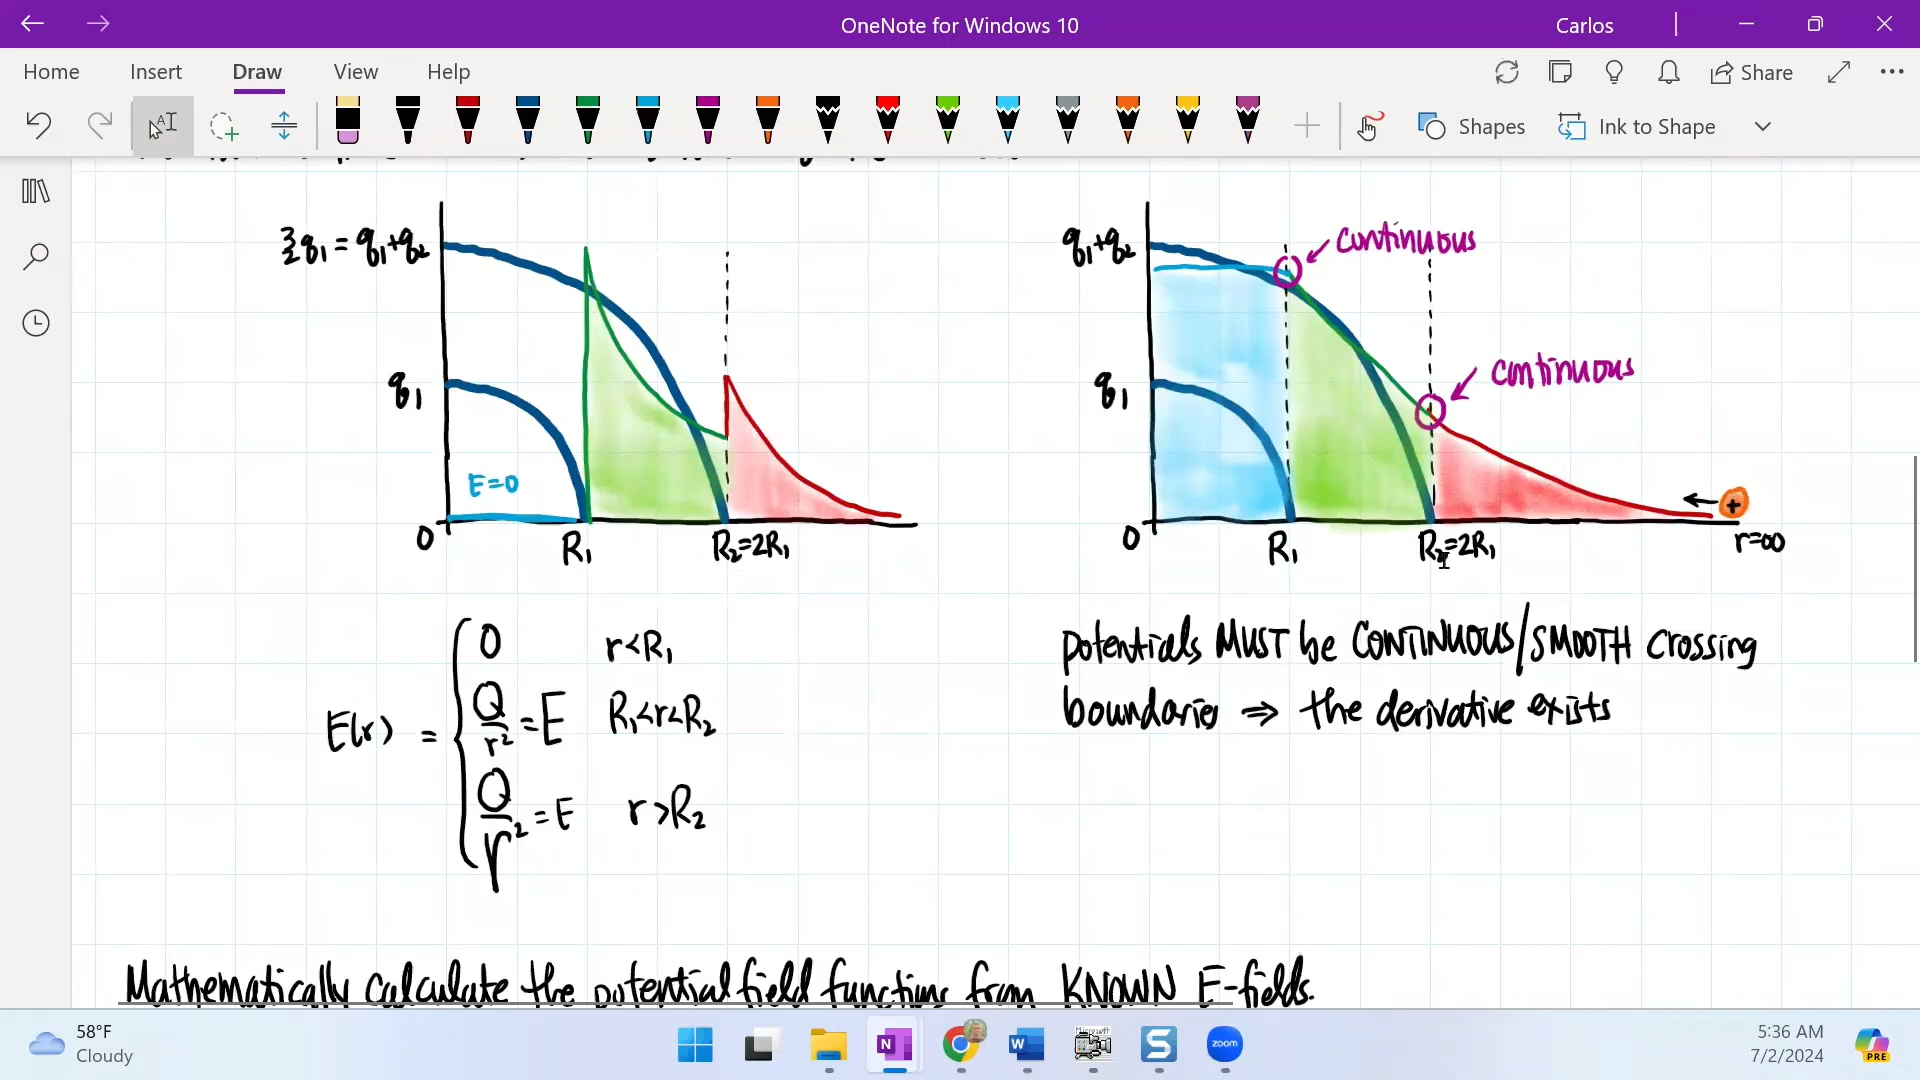 OneNote for Windows 10
Carlos
Home Insert Draw View Help
Share
Shapes
Ink to Shape
3q₁ = q₁+q₂
q₁
E=0
0
R₁
R₂=2R₁
q₁+q₂
continuous
q₁
continuous
+
0
R₁
R₂=2R₁
r=∞
E(r) =
0 r<R₁
Q/r² = E R₁<r<R₂
Q/r² = E r>R₂
potentials MUST be CONTINUOUS/SMOOTH crossing
boundaries ⇒ the derivative exists
Mathematically calculate the potential field functions from KNOWN E-fields.
58°F
Cloudy
N
W
Microsoft
S
zoom
5:36 AM
7/2/2024
PRE